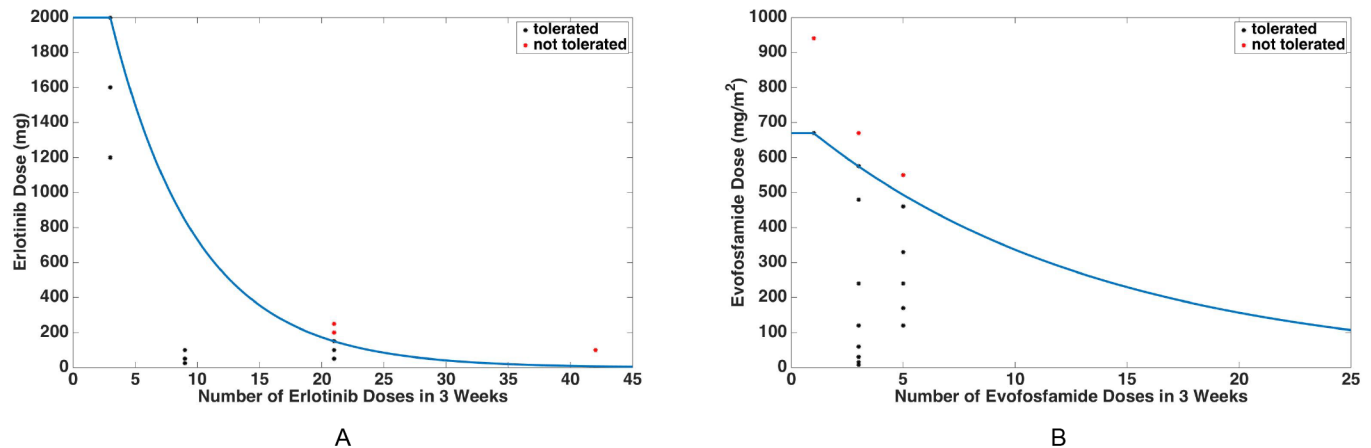 2000
1800
1600
1400
1200
1000
800
600
400
200
0
Erlotinib Dose (mg)
0 5 10 15 20 25 30 35 40 45
Number of Erlotinib Doses in 3 Weeks
tolerated
not tolerated
A
1000
900
800
700
600
500
400
300
200
100
0
Evofosfamide Dose (mg/m²)
0 5 10 15 20 25
Number of Evofosfamide Doses in 3 Weeks
tolerated
not tolerated
B